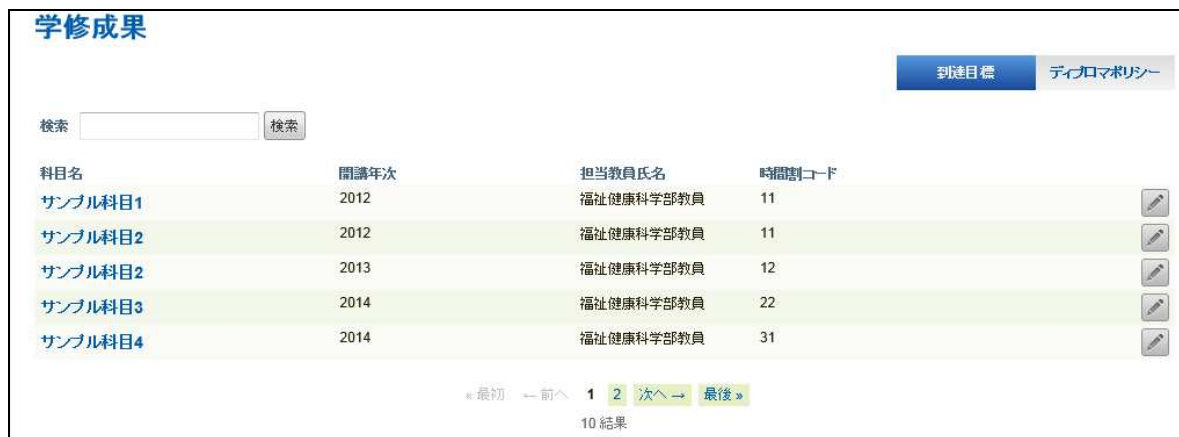 学修成果
到達目標 ディプロマポリシー
検索 検索
科目名 開講年次 担当教員氏名 時間割コード
サンプル科目1 2012 福祉健康科学部教員 11
サンプル科目2 2012 福祉健康科学部教員 11
サンプル科目2 2013 福祉健康科学部教員 12
サンプル科目3 2014 福祉健康科学部教員 22
サンプル科目4 2014 福祉健康科学部教員 31
« 最初 ← 前へ 1 2 次へ → 最後 »
10 結果